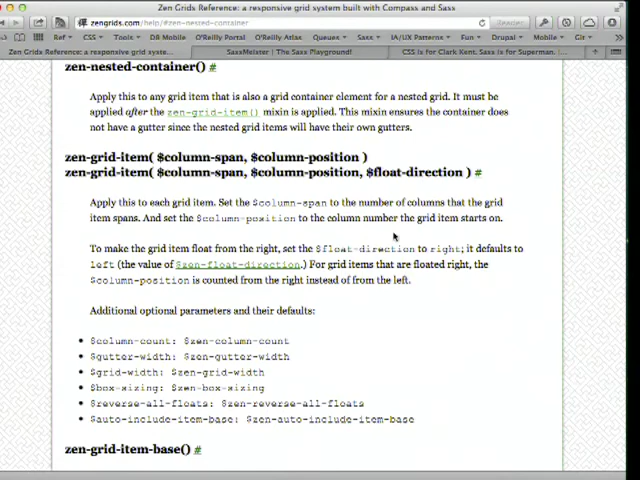 Zen Grids Reference: a responsive grid system built with Compass and Sass
zengrids.com/help/#zen-nested-container
Reader
Ref CSS Tools DB Mobile O'Reilly Portal O'Reilly Atlas Queues Sass IA/UX Patterns Fun Drupal Mobile Git
Zen Grids Reference: a responsive grid syste... SassMeister | The Sass Playground! CSS is for Clark Kent. Sass is for Superman.
zen-nested-container() #
Apply this to any grid item that is also a grid container element for a nested grid. It must be
applied after the zen-grid-item() mixin is applied. This mixin ensures the container does
not have a gutter since the nested grid items will have their own gutters.
zen-grid-item( $column-span, $column-position )
zen-grid-item( $column-span, $column-position, $float-direction ) #
Apply this to each grid item. Set the $column-span to the number of columns that the grid
item spans. And set the $column-position to the column number the grid item starts on.
To make the grid item float from the right, set the $float-direction to right; it defaults to
left (the value of $zen-float-direction.) For grid items that are floated right, the
$column-position is counted from the right instead of from the left.
Additional optional parameters and their defaults:
• $column-count: $zen-column-count
• $gutter-width: $zen-gutter-width
• $grid-width: $zen-grid-width
• $box-sizing: $zen-box-sizing
• $reverse-all-floats: $zen-reverse-all-floats
• $auto-include-item-base: $zen-auto-include-item-base
zen-grid-item-base() #